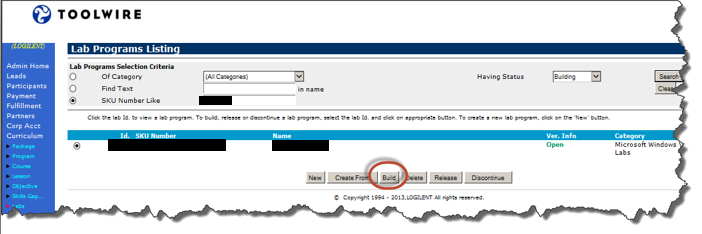 TOOLWIRE
(LOGILENT)
Lab Programs Listing
Admin Home
Leads
Participants
Payment
Fulfillment
Partners
Corp Acct
Curriculum
Package
Program
Course
Lesson
Objective
Skills Gap...
Labs
Lab Programs Selection Criteria
Of Category (All Categories) Having Status Building Search
Find Text in name Clear
SKU Number Like
Click the lab Id. to view a lab program. To build, release or discontinue a lab program, select the lab Id. and click on appropriate button. To create a new lab program, click on the 'New' button.
Id. SKU Number Name Ver. Info Category
Open Microsoft Windows
Labs
New Create From Build Delete Release Discontinue
© Copyright 1994 - 2013,LOGILENT All rights reserved.